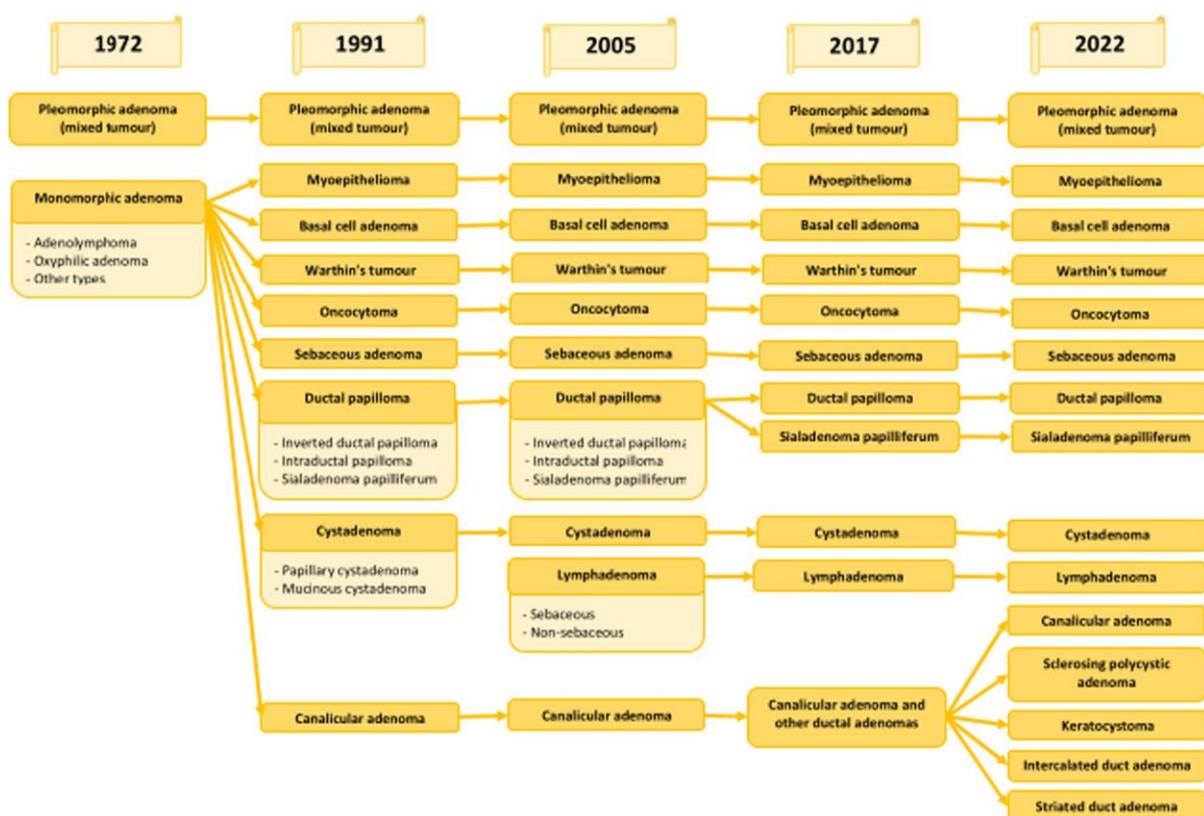 1972
1991
2005
2017
2022
Pleomorphic adenoma
(mixed tumour)
Pleomorphic adenoma
(mixed tumour)
Pleomorphic adenoma
(mixed tumour)
Pleomorphic adenoma
(mixed tumour)
Pleomorphic adenoma
(mixed tumour)
Monomorphic adenoma
- Adenolymphoma
- Oxyphilic adenoma
- Other types
Myoepithelioma
Myoepithelioma
Myoepithelioma
Myoepithelioma
Basal cell adenoma
Basal cell adenoma
Basal cell adenoma
Basal cell adenoma
Warthin's tumour
Warthin's tumour
Warthin's tumour
Warthin's tumour
Oncocytoma
Oncocytoma
Oncocytoma
Oncocytoma
Sebaceous adenoma
Sebaceous adenoma
Sebaceous adenoma
Sebaceous adenoma
Ductal papilloma
- Inverted ductal papilloma
- Intraductal papilloma
- Sialadenoma papilliferum
Ductal papilloma
- Inverted ductal papilloma
- Intraductal papilloma
- Sialadenoma papilliferum
Ductal papilloma
Ductal papilloma
Sialadenoma papilliferum
Sialadenoma papilliferum
Cystadenoma
- Papillary cystadenoma
- Mucinous cystadenoma
Cystadenoma
Cystadenoma
Cystadenoma
Lymphadenoma
- Sebaceous
- Non-sebaceous
Lymphadenoma
Lymphadenoma
Canalicular adenoma
Canalicular adenoma
Canalicular adenoma and
other ductal adenomas
Canalicular adenoma
Sclerosing polycystic
adenoma
Keratocystoma
Intercalated duct adenoma
Striated duct adenoma